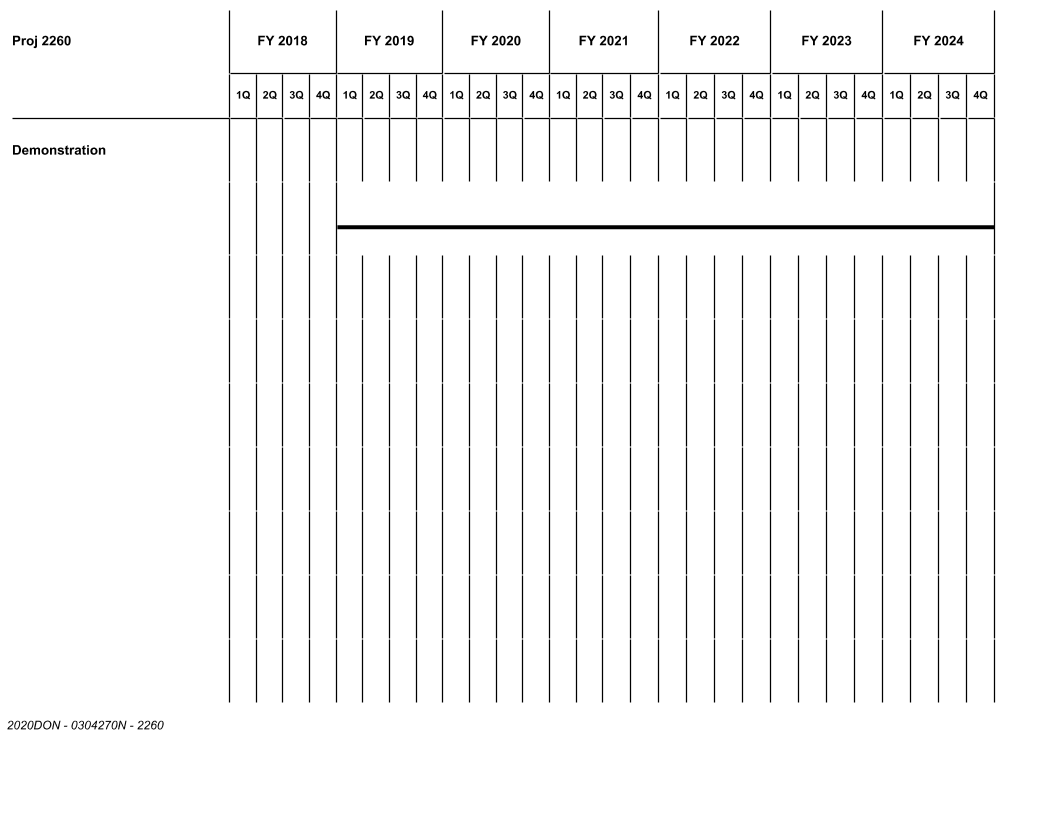 Proj 2260 FY 2018 FY 2019 FY 2020 FY 2021 FY 2022 FY 2023 FY 2024
1Q 2Q 3Q 4Q 1Q 2Q 3Q 4Q 1Q 2Q 3Q 4Q 1Q 2Q 3Q 4Q 1Q 2Q 3Q 4Q 1Q 2Q 3Q 4Q 1Q 2Q 3Q 4Q
Demonstration
2020DON - 0304270N - 2260